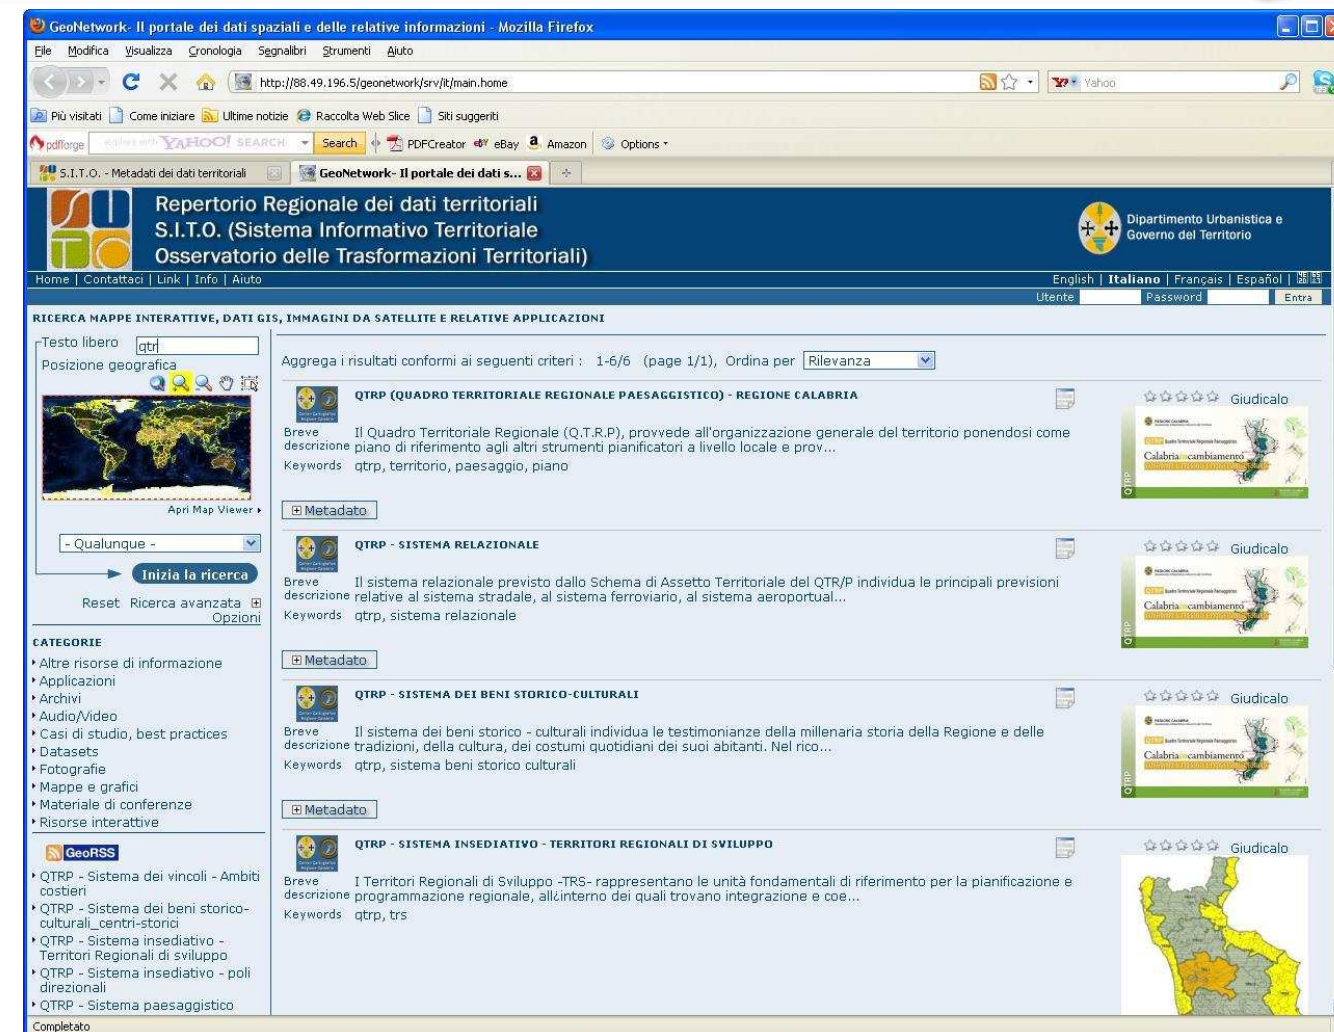 GeoNetwork- Il portale dei dati spaziali e delle relative informazioni - Mozilla Firefox
File Modifica Visualizza Cronologia Segnalibri Strumenti Aiuto
http://88.49.196.5/geonetwork/srv/it/main.home
Yahoo
Più visitati Come iniziare Ultime notizie Raccolta Web Slice Siti suggeriti
pdfforge YAHOO! SEARCH Search PDFCreator eBay Amazon Options
S.I.T.O. - Metadati dei dati territoriali GeoNetwork- Il portale dei dati s...
SITO
Repertorio Regionale dei dati territoriali
S.I.T.O. (Sistema Informativo Territoriale
Osservatorio delle Trasformazioni Territoriali)
Dipartimento Urbanistica e
Governo del Territorio
Home | Contattaci | Link | Info | Aiuto
English | Italiano | Français | Español |
Utente Password Entra
RICERCA MAPPE INTERATTIVE, DATI GIS, IMMAGINI DA SATELLITE E RELATIVE APPLICAZIONI
Testo libero qtr
Posizione geografica
Apri Map Viewer
- Qualunque -
Inizia la ricerca
Reset Ricerca avanzata
Opzioni
CATEGORIE
Altre risorse di informazione
Applicazioni
Archivi
Audio/Video
Casi di studio, best practices
Datasets
Fotografie
Mappe e grafici
Materiale di conferenze
Risorse interattive
GeoRSS
QTRP - Sistema dei vincoli - Ambiti
costieri
QTRP - Sistema dei beni storico-
culturali_centri-storici
QTRP - Sistema insediativo -
Territori Regionali di sviluppo
QTRP - Sistema insediativo - poli
direzionali
QTRP - Sistema paesaggistico
Aggrega i risultati conformi ai seguenti criteri : 1-6/6 (page 1/1), Ordina per Rilevanza
QTRP (QUADRO TERRITORIALE REGIONALE PAESAGGISTICO) - REGIONE CALABRIA
Giudicalo
Breve descrizione Il Quadro Territoriale Regionale (Q.T.R.P), provvede all'organizzazione generale del territorio ponendosi come
piano di riferimento agli altri strumenti pianificatori a livello locale e prov...
Keywords qtrp, territorio, paesaggio, piano
QTRP
Calabria in cambiamento
Metadato
QTRP - SISTEMA RELAZIONALE
Giudicalo
Breve descrizione Il sistema relazionale previsto dallo Schema di Assetto Territoriale del QTR/P individua le principali previsioni
relative al sistema stradale, al sistema ferroviario, al sistema aeroportual...
Keywords qtrp, sistema relazionale
QTRP
Calabria in cambiamento
Metadato
QTRP - SISTEMA DEI BENI STORICO-CULTURALI
Giudicalo
Breve descrizione Il sistema dei beni storico - culturali individua le testimonianze della millenaria storia della Regione e delle
tradizioni, della cultura, dei costumi quotidiani dei suoi abitanti. Nel rico...
Keywords qtrp, sistema beni storico culturali
QTRP
Calabria in cambiamento
Metadato
QTRP - SISTEMA INSEDIATIVO - TERRITORI REGIONALI DI SVILUPPO
Giudicalo
Breve descrizione I Territori Regionali di Sviluppo -TRS- rappresentano le unità fondamentali di riferimento per la pianificazione e
programmazione regionale, all¿interno dei quali trovano integrazione e coe...
Keywords qtrp, trs
Completato